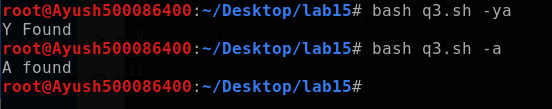 root@Ayush500086400:~/Desktop/lab15# bash q3.sh -ya
Y Found
root@Ayush500086400:~/Desktop/lab15# bash q3.sh -a
A found
root@Ayush500086400:~/Desktop/lab15#